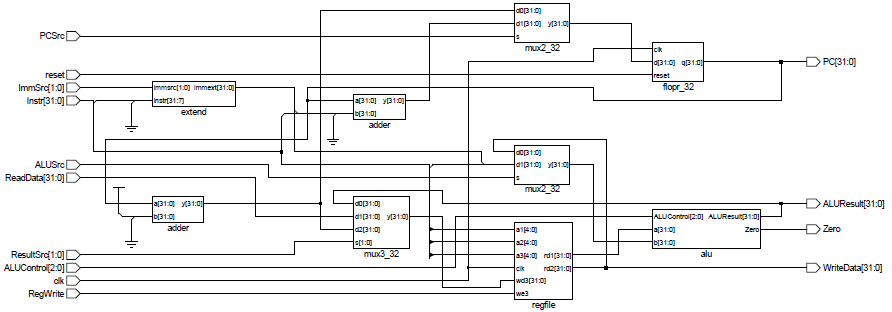 PCSrc
reset
ImmSrc[1:0]
Instr[31:0]
ALUSrc
ReadData[31:0]
ResultSrc[1:0]
ALUControl[2:0]
clk
RegWrite
immsrc[1:0] immext[31:0]
instr[31:7]
extend
a[31:0] y[31:0]
b[31:0]
adder
a[31:0] y[31:0]
b[31:0]
adder
d0[31:0]
d1[31:0] y[31:0]
d2[31:0]
s[1:0]
mux3_32
d0[31:0]
d1[31:0] y[31:0]
s
mux2_32
d0[31:0]
d1[31:0] y[31:0]
s
mux2_32
a1[4:0]
a2[4:0]
a3[4:0] rd1[31:0]
clk rd2[31:0]
wd3[31:0]
we3
regfile
clk
d[31:0] q[31:0]
reset
flopr_32
ALUControl[2:0] ALUResult[31:0]
a[31:0] Zero
b[31:0]
alu
PC[31:0]
ALUResult[31:0]
Zero
WriteData[31:0]